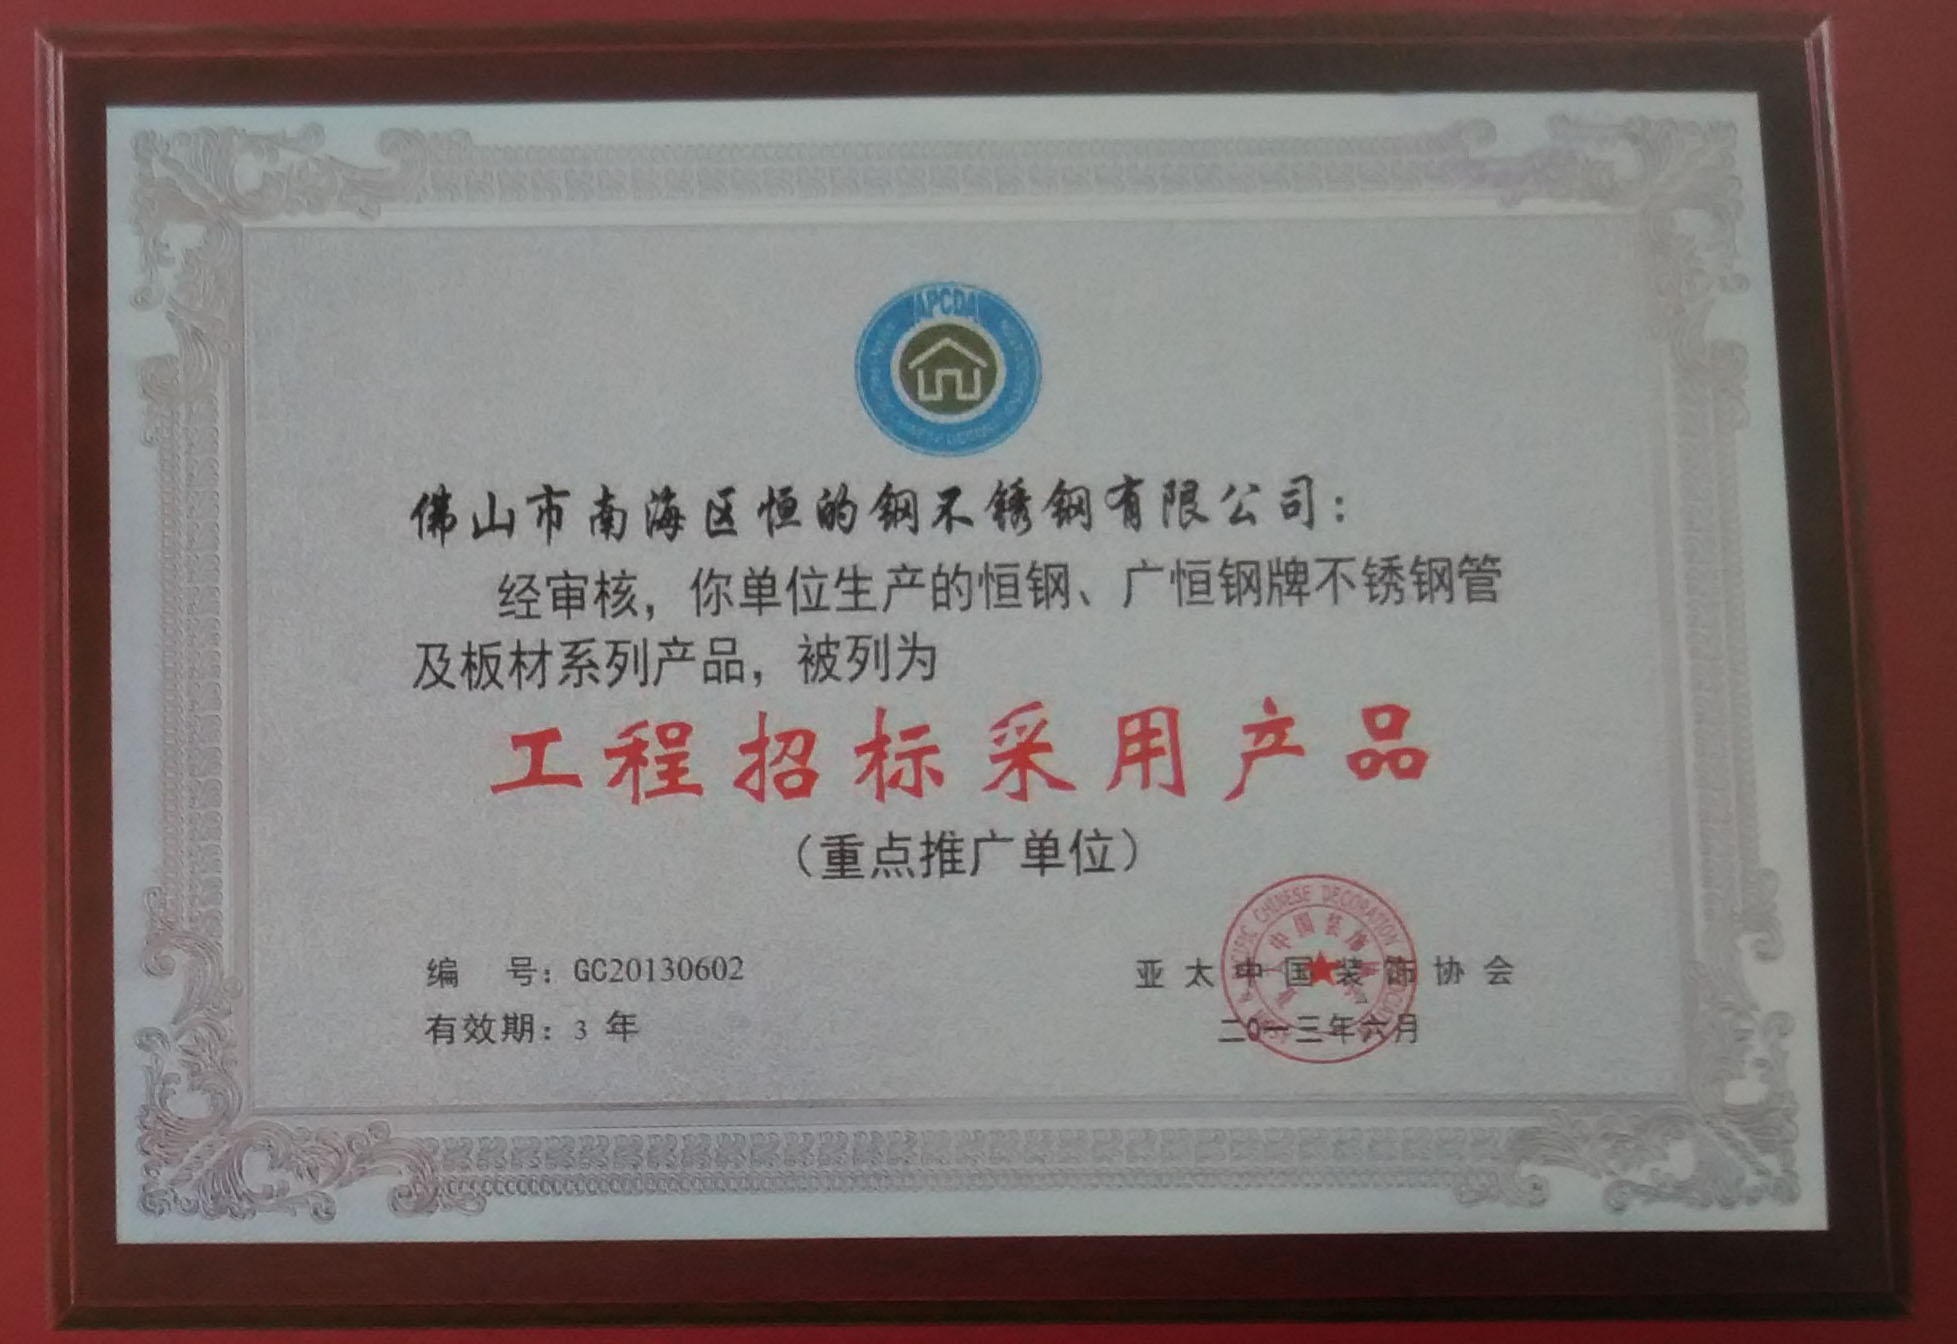 APCDA
佛山市南海区恒的钢不锈钢有限公司：
经审核，你单位生产的恒钢、广恒钢牌不锈钢管
及板材系列产品，被列为
工程招标采用产品
（重点推广单位）
编 号：GC20130602
亚太中国装饰协会
有效期：3 年
二〇一三年六月
CHINESE DECORATION